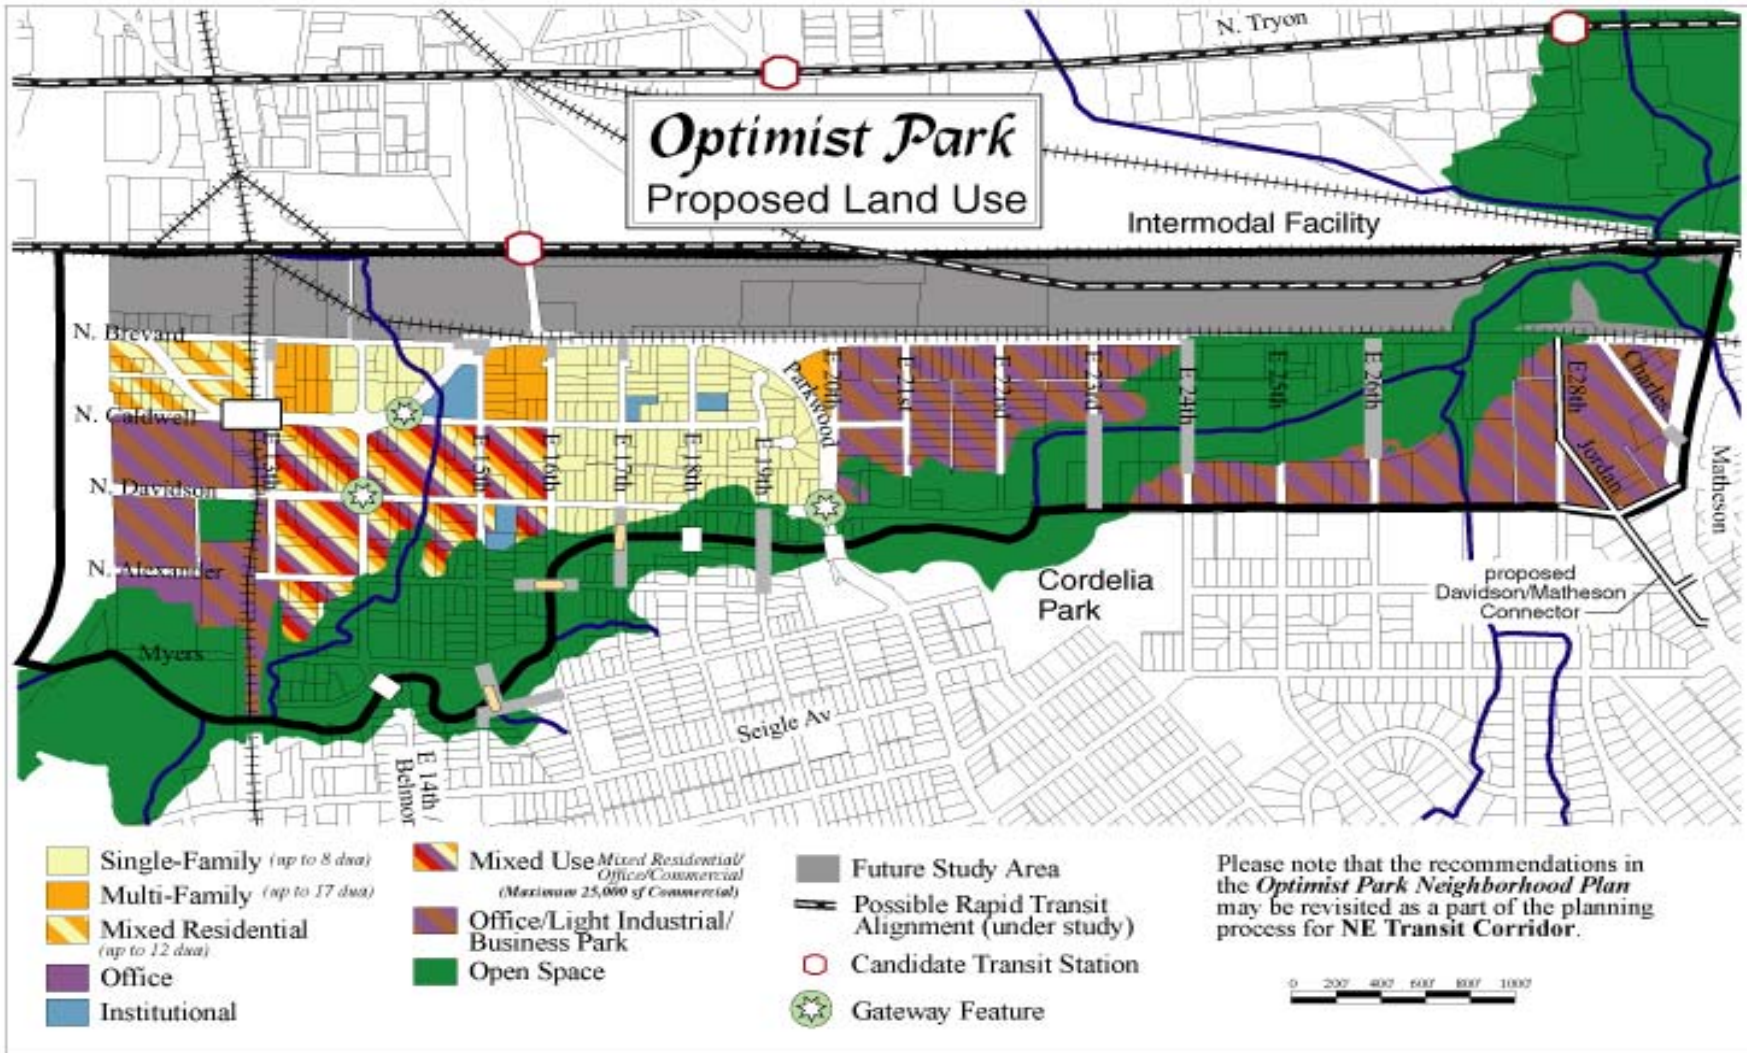 N. Tryon
Optimist Park
Proposed Land Use
Intermodal Facility
N. Brevard
N. Caldwell
N. Davidson
N. Alexander
Myers
E 13th
E 15th
E 16th
E 17th
E 18th
E 19th
Parkwood
E 20th
E 21st
E 22nd
E 23rd
E 24th
E 25th
E 26th
E28th
Charles
Jordan
Matheson
Cordelia
Park
proposed
Davidson/Matheson
Connector
Seigle Av
E 14th /
Belmont
Single-Family (up to 8 dua)
Multi-Family (up to 17 dua)
Mixed Residential
(up to 12 dua)
Office
Institutional
Mixed Use Mixed Residential/
Office/Commercial
(Maximum 25,000 sf Commercial)
Office/Light Industrial/
Business Park
Open Space
Future Study Area
Possible Rapid Transit
Alignment (under study)
Candidate Transit Station
Gateway Feature
Please note that the recommendations in
the Optimist Park Neighborhood Plan
may be revisited as a part of the planning
process for NE Transit Corridor.
0 200' 400' 600' 800' 1000'